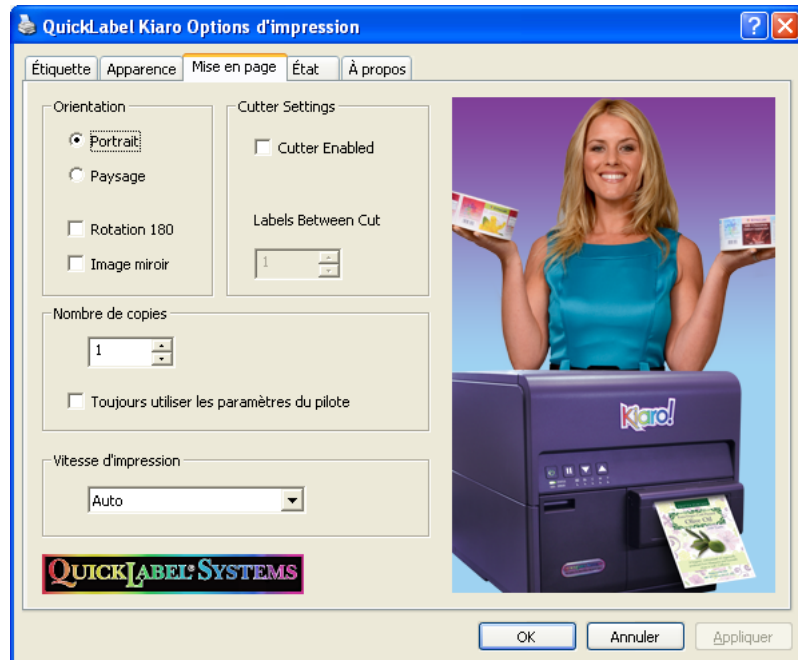 QuickLabel Kiaro Options d'impression
Étiquette Apparence Mise en page État À propos
Orientation
Portrait
Paysage
Rotation 180
Image miroir
Cutter Settings
Cutter Enabled
Labels Between Cut
1
Nombre de copies
1
Toujours utiliser les paramètres du pilote
Vitesse d'impression
Auto
QUICKLABEL® SYSTEMS
Kiaro!
Olive Oil
OK Annuler Appliquer